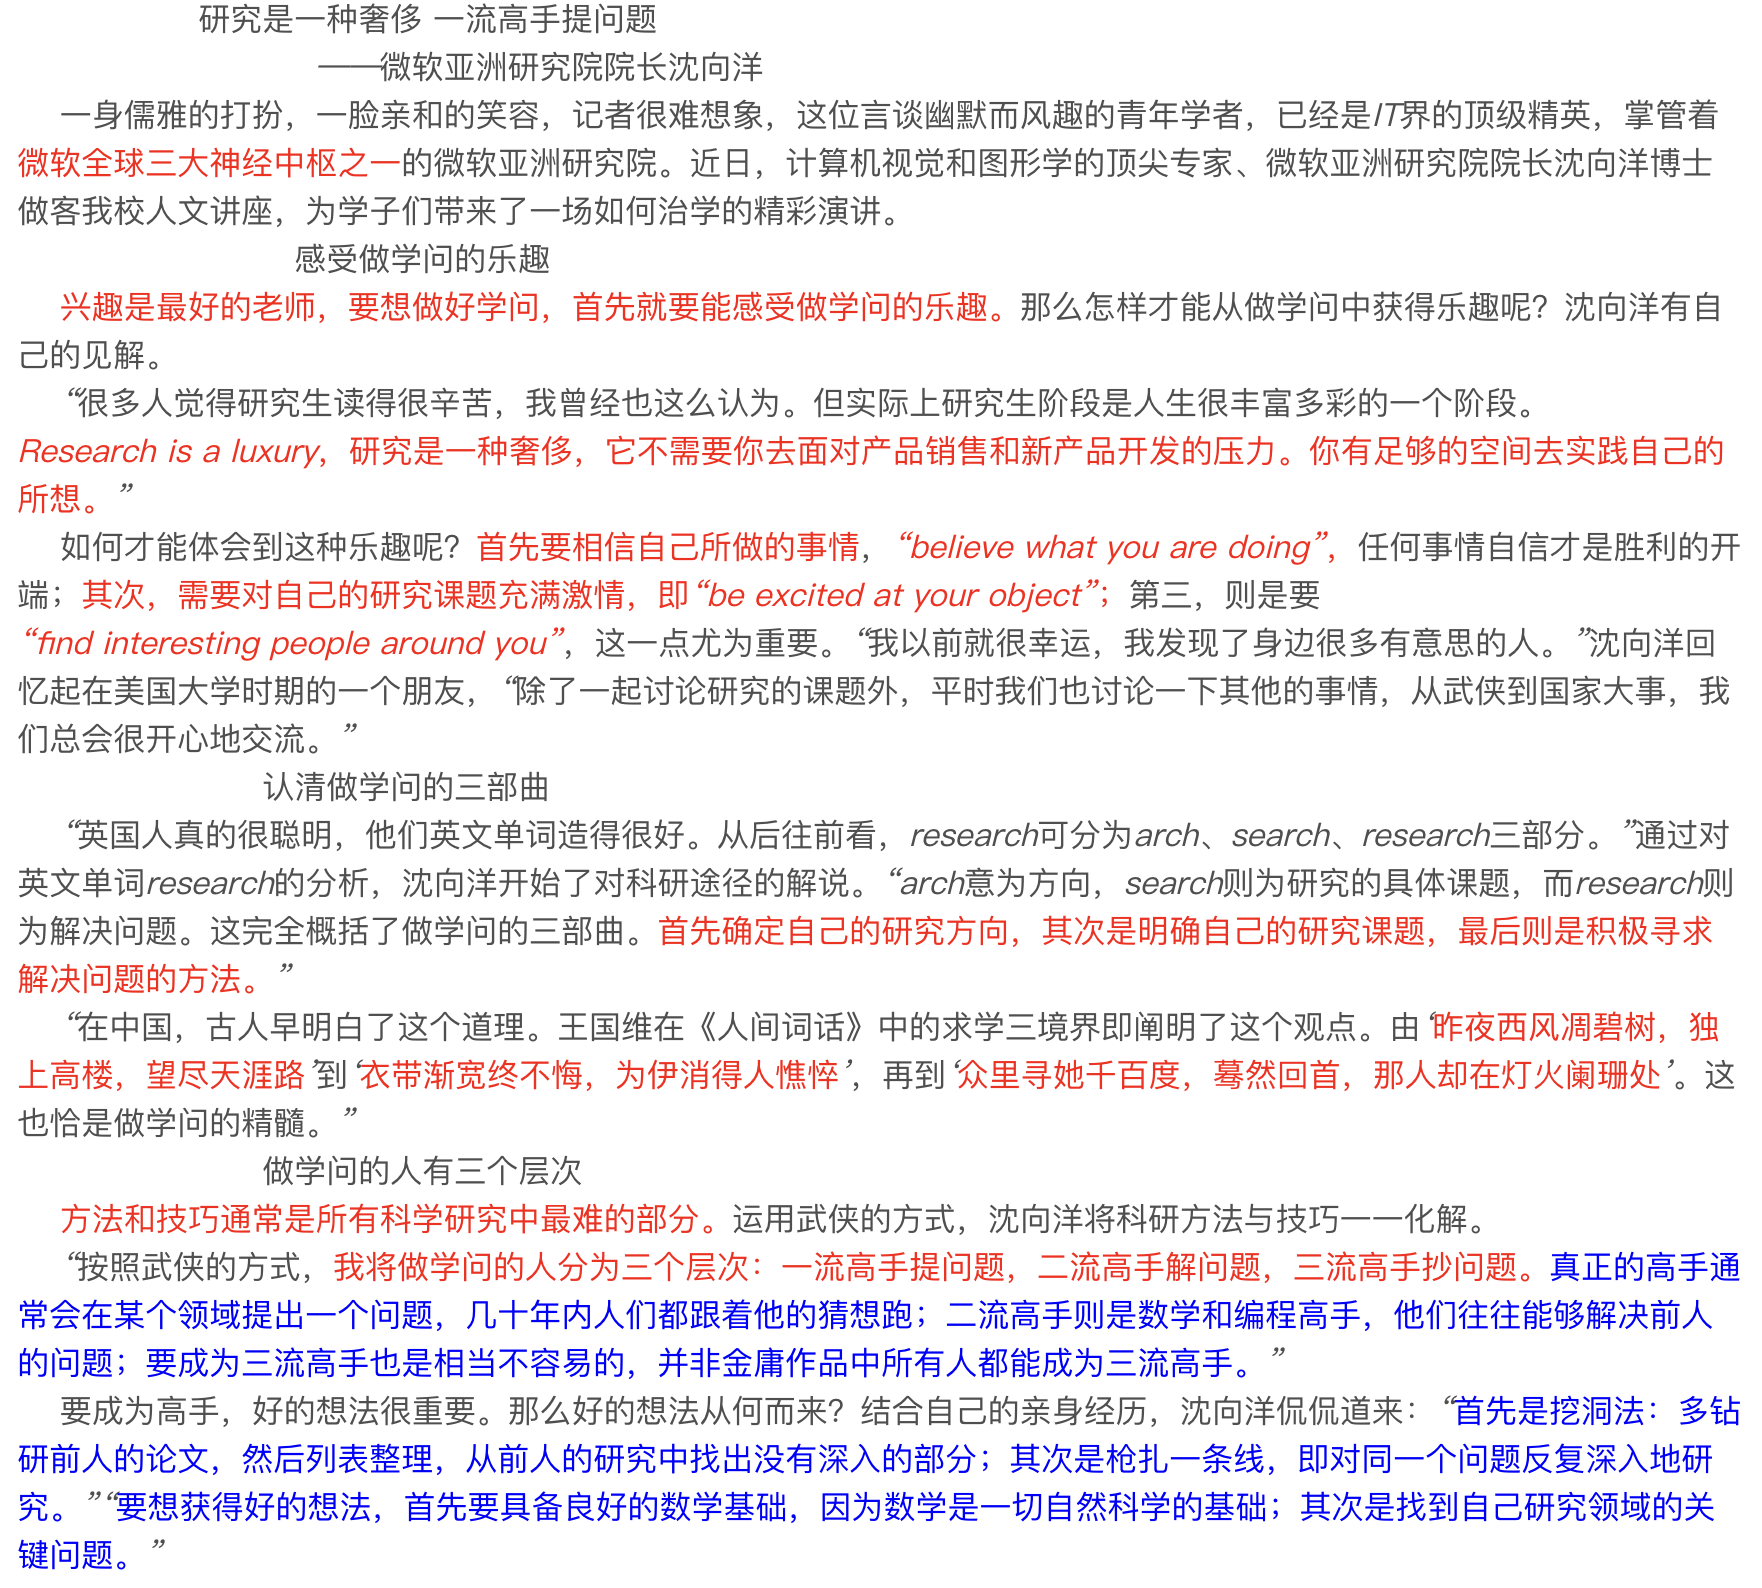 研究是一种奢侈 一流高手提问题
——微软亚洲研究院院长沈向洋
一身儒雅的打扮，一脸亲和的笑容，记者很难想象，这位言谈幽默而风趣的青年学者，已经是IT界的顶级精英，掌管着
微软全球三大神经中枢之一的微软亚洲研究院。近日，计算机视觉和图形学的顶尖专家、微软亚洲研究院院长沈向洋博士
做客我校人文讲座，为学子们带来了一场如何治学的精彩演讲。
感受做学问的乐趣
兴趣是最好的老师，要想做好学问，首先就要能感受做学问的乐趣。那么怎样才能从做学问中获得乐趣呢？沈向洋有自
己的见解。
“很多人觉得研究生读得很辛苦，我曾经也这么认为。但实际上研究生阶段是人生很丰富多彩的一个阶段。
Research is a luxury，研究是一种奢侈，它不需要你去面对产品销售和新产品开发的压力。你有足够的空间去实践自己的
所想。”
如何才能体会到这种乐趣呢？首先要相信自己所做的事情，“believe what you are doing”，任何事情自信才是胜利的开
端；其次，需要对自己的研究课题充满激情，即“be excited at your object”；第三，则是要
“find interesting people around you”，这一点尤为重要。“我以前就很幸运，我发现了身边很多有意思的人。”沈向洋回
忆起在美国大学时期的一个朋友，“除了一起讨论研究的课题外，平时我们也讨论一下其他的事情，从武侠到国家大事，我
们总会很开心地交流。”
认清做学问的三部曲
“英国人真的很聪明，他们英文单词造得很好。从后往前看，research可分为arch、search、research三部分。”通过对
英文单词research的分析，沈向洋开始了对科研途径的解说。“arch意为方向，search则为研究的具体课题，而research则
为解决问题。这完全概括了做学问的三部曲。首先确定自己的研究方向，其次是明确自己的研究课题，最后则是积极寻求
解决问题的方法。”
“在中国，古人早明白了这个道理。王国维在《人间词话》中的求学三境界即阐明了这个观点。由‘昨夜西风凋碧树，独
上高楼，望尽天涯路’到‘衣带渐宽终不悔，为伊消得人憔悴’，再到‘众里寻她千百度，蓦然回首，那人却在灯火阑珊处’。这
也恰是做学问的精髓。”
做学问的人有三个层次
方法和技巧通常是所有科学研究中最难的部分。运用武侠的方式，沈向洋将科研方法与技巧一一化解。
“按照武侠的方式，我将做学问的人分为三个层次：一流高手提问题，二流高手解问题，三流高手抄问题。真正的高手通
常会在某个领域提出一个问题，几十年内人们都跟着他的猜想跑；二流高手则是数学和编程高手，他们往往能够解决前人
的问题；要成为三流高手也是相当不容易的，并非金庸作品中所有人都能成为三流高手。”
要成为高手，好的想法很重要。那么好的想法从何而来？结合自己的亲身经历，沈向洋侃侃道来：“首先是挖洞法：多钻
研前人的论文，然后列表整理，从前人的研究中找出没有深入的部分；其次是枪扎一条线，即对同一个问题反复深入地研
究。”“要想获得好的想法，首先要具备良好的数学基础，因为数学是一切自然科学的基础；其次是找到自己研究领域的关
键问题。”